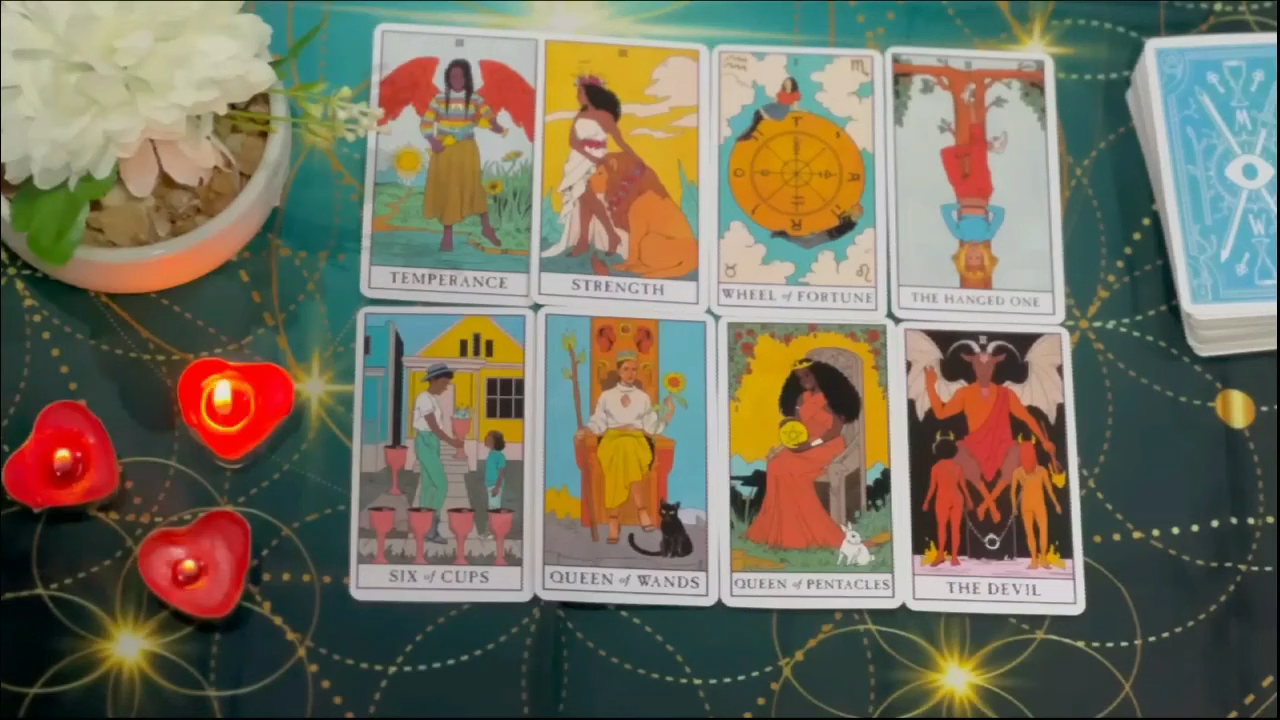 TEMPERANCE
STRENGTH
WHEEL of FORTUNE
THE HANGED ONE
SIX of CUPS
QUEEN of WANDS
QUEEN of PENTACLES
THE DEVIL
M
W